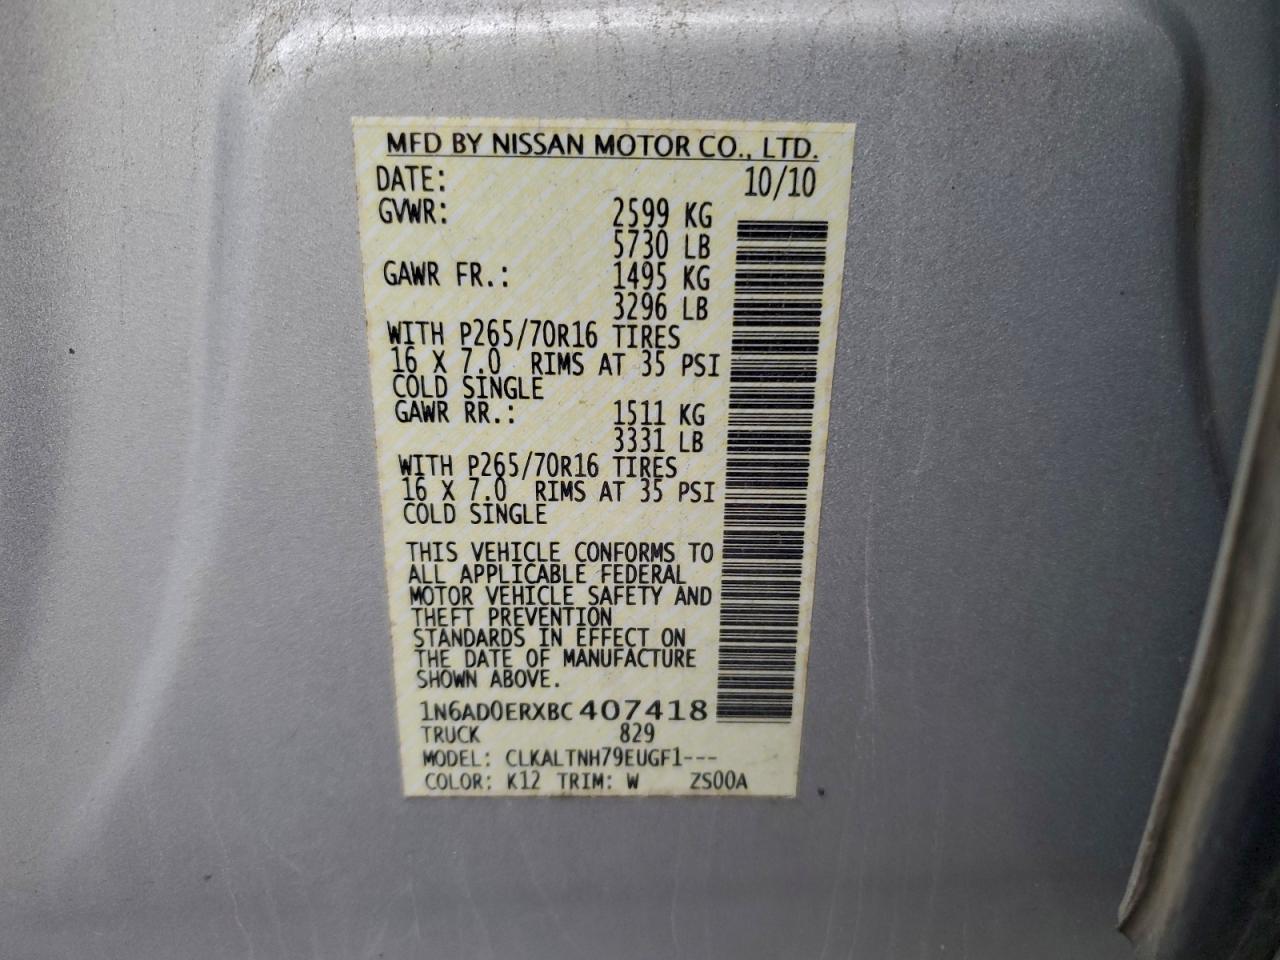 MFD BY NISSAN MOTOR CO., LTD.
DATE: 10/10
GVWR: 2599 KG
5730 LB
GAWR FR.: 1495 KG
3296 LB
WITH P265/70R16 TIRES
16 X 7.0 RIMS AT 35 PSI
COLD SINGLE
GAWR RR.: 1511 KG
3331 LB
WITH P265/70R16 TIRES
16 X 7.0 RIMS AT 35 PSI
COLD SINGLE
THIS VEHICLE CONFORMS TO
ALL APPLICABLE FEDERAL
MOTOR VEHICLE SAFETY AND
THEFT PREVENTION
STANDARDS IN EFFECT ON
THE DATE OF MANUFACTURE
SHOWN ABOVE.
1N6AD0ERXBC407418
TRUCK 829
MODEL: CLKALTNH79EUGF1---
COLOR: K12 TRIM: W ZS00A